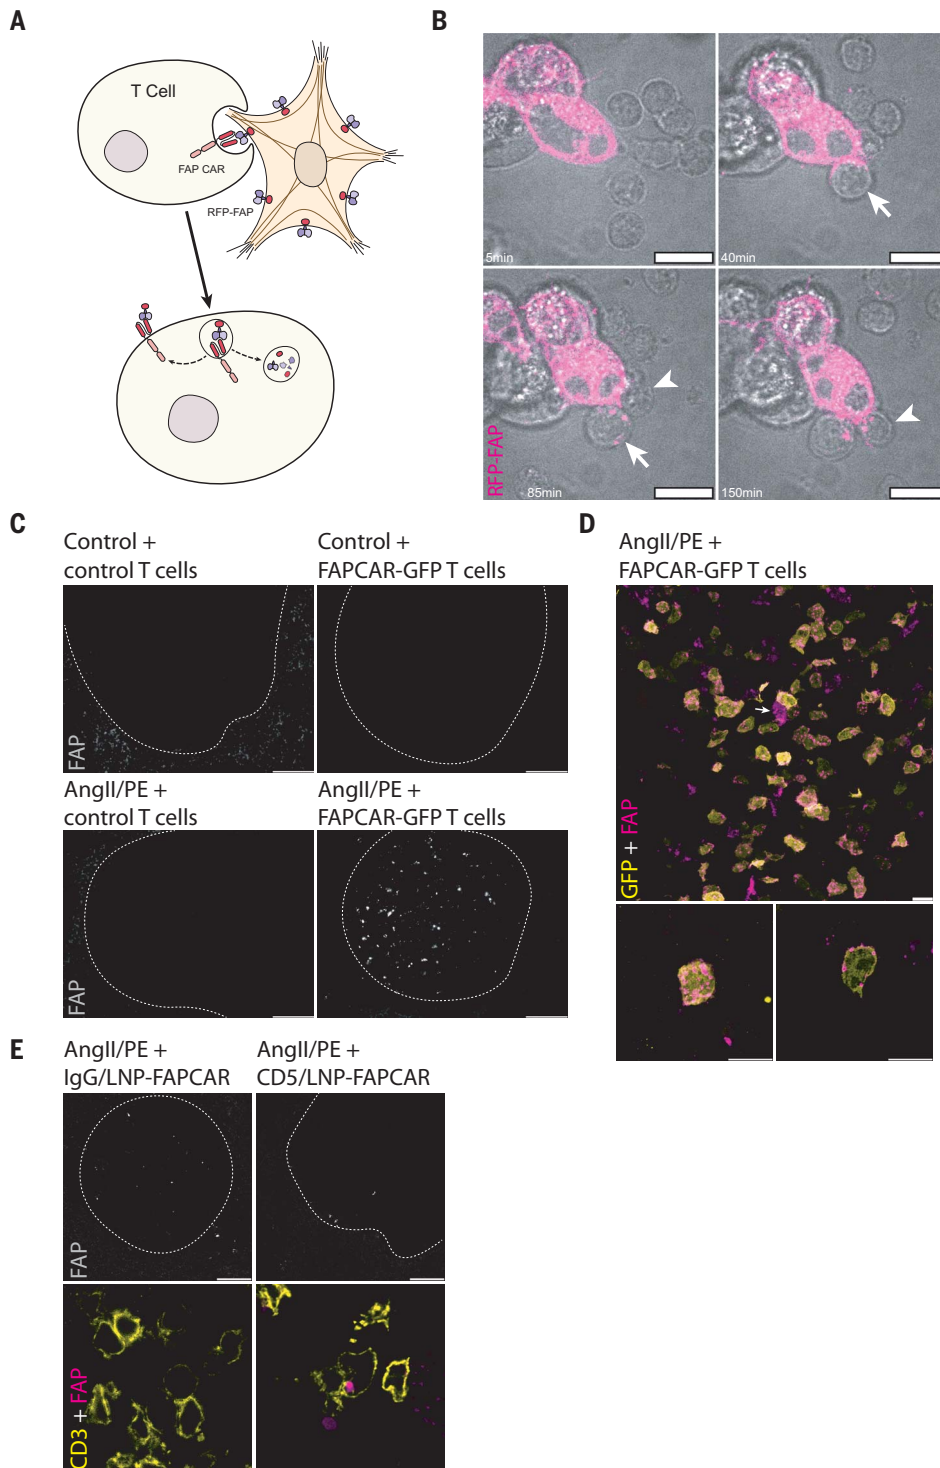 A
T Cell
FAP CAR
RFP-FAP
B
5min
40min
RFP-FAP
85min
150min
C
Control +
control T cells
Control +
FAPCAR-GFP T cells
FAP
AngII/PE +
control T cells
AngII/PE +
FAPCAR-GFP T cells
FAP
D
AngII/PE +
FAPCAR-GFP T cells
GFP + FAP
E
AngII/PE +
IgG/LNP-FAPCAR
AngII/PE +
CD5/LNP-FAPCAR
FAP
CD3 + FAP